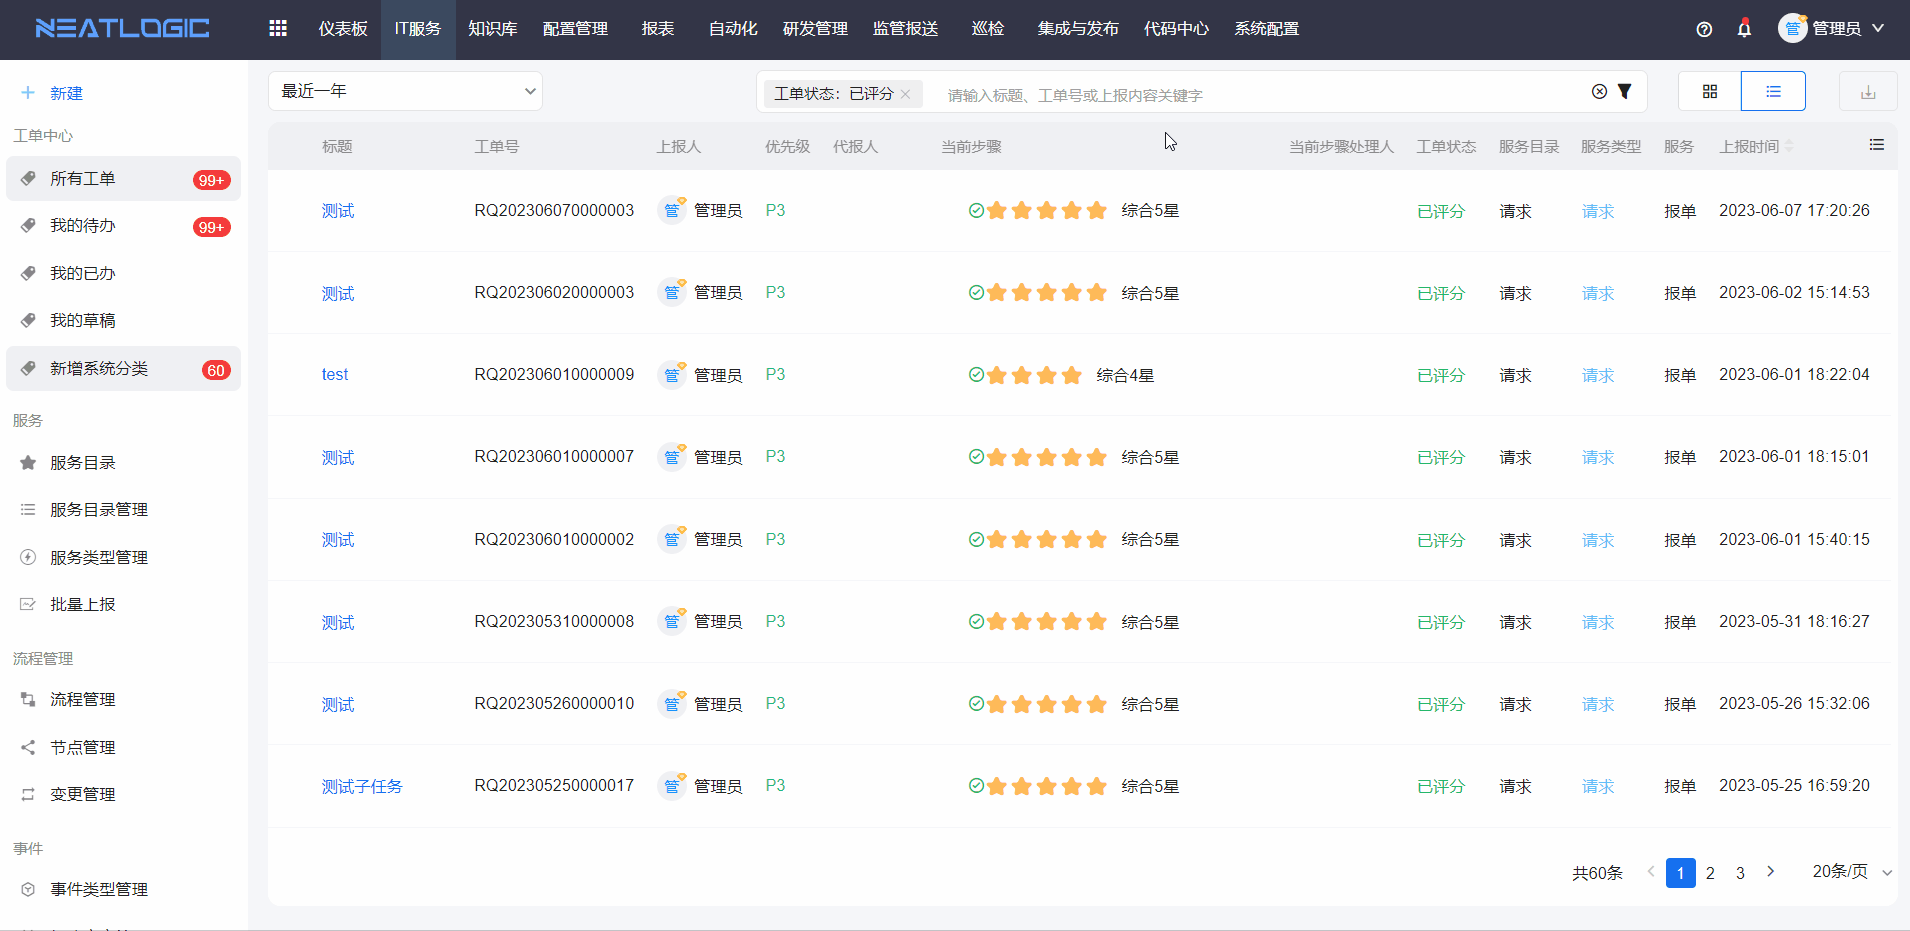 NEATLOGIC 仪表板 IT服务 知识库 配置管理 报表 自动化 研发管理 监管报送 巡检 集成与发布 代码中心 系统配置 管 管理员
新建
工单中心
所有工单 99+
我的待办 99+
我的已办
我的草稿
新增系统分类 60
服务
服务目录
服务目录管理
服务类型管理
批量上报
流程管理
流程管理
节点管理
变更管理
事件
事件类型管理
最近一年 工单状态：已评分 请输入标题、工单号或上报内容关键字
标题 工单号 上报人 优先级 代报人 当前步骤 当前步骤处理人 工单状态 服务目录 服务类型 服务 上报时间
测试 RQ202306070000003 管 管理员 P3 综合5星 已评分 请求 请求 报单 2023-06-07 17:20:26
测试 RQ202306020000003 管 管理员 P3 综合5星 已评分 请求 请求 报单 2023-06-02 15:14:53
test RQ202306010000009 管 管理员 P3 综合4星 已评分 请求 请求 报单 2023-06-01 18:22:04
测试 RQ202306010000007 管 管理员 P3 综合5星 已评分 请求 请求 报单 2023-06-01 18:15:01
测试 RQ202306010000002 管 管理员 P3 综合5星 已评分 请求 请求 报单 2023-06-01 15:40:15
测试 RQ202305310000008 管 管理员 P3 综合5星 已评分 请求 请求 报单 2023-05-31 18:16:27
测试 RQ202305260000010 管 管理员 P3 综合5星 已评分 请求 请求 报单 2023-05-26 15:32:06
测试子任务 RQ202305250000017 管 管理员 P3 综合5星 已评分 请求 请求 报单 2023-05-25 16:59:20
共60条 1 2 3 20条/页